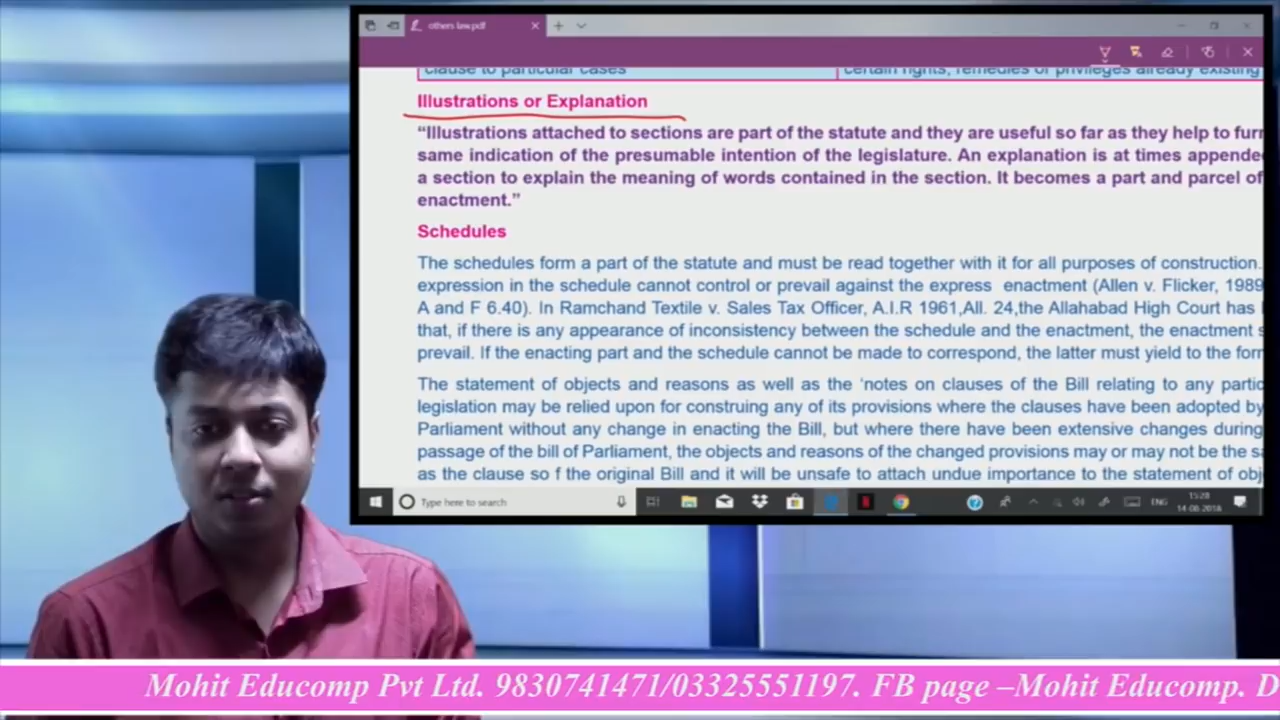 others law.pdf
clause to particular cases
certain rights, remedies or privileges already existing
Illustrations or Explanation
“Illustrations attached to sections are part of the statute and they are useful so far as they help to furr
same indication of the presumable intention of the legislature. An explanation is at times appende
a section to explain the meaning of words contained in the section. It becomes a part and parcel of
enactment.”
Schedules
The schedules form a part of the statute and must be read together with it for all purposes of construction.
expression in the schedule cannot control or prevail against the express enactment (Allen v. Flicker, 1989
A and F 6.40). In Ramchand Textile v. Sales Tax Officer, A.I.R 1961,All. 24,the Allahabad High Court has
that, if there is any appearance of inconsistency between the schedule and the enactment, the enactment s
prevail. If the enacting part and the schedule cannot be made to correspond, the latter must yield to the forr
The statement of objects and reasons as well as the ‘notes on clauses of the Bill relating to any partic
legislation may be relied upon for construing any of its provisions where the clauses have been adopted by
Parliament without any change in enacting the Bill, but where there have been extensive changes during
passage of the bill of Parliament, the objects and reasons of the changed provisions may or may not be the sa
as the clause so f the original Bill and it will be unsafe to attach undue importance to the statement of obj
Type here to search
ENG
15:28
14-08-2018
Mohit Educomp Pvt Ltd. 9830741471/03325551197. FB page –Mohit Educomp. D